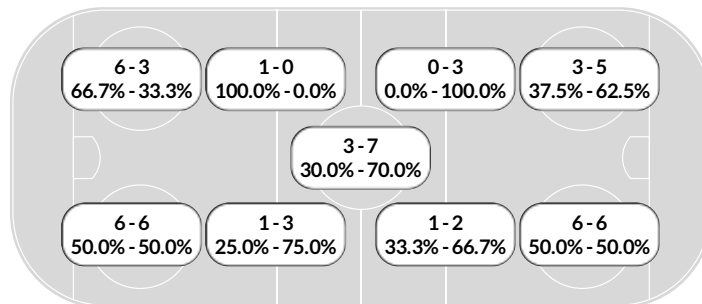 6 - 3
66.7% - 33.3%
1 - 0
100.0% - 0.0%
0 - 3
0.0% - 100.0%
3 - 5
37.5% - 62.5%
3 - 7
30.0% - 70.0%
6 - 6
50.0% - 50.0%
1 - 3
25.0% - 75.0%
1 - 2
33.3% - 66.7%
6 - 6
50.0% - 50.0%